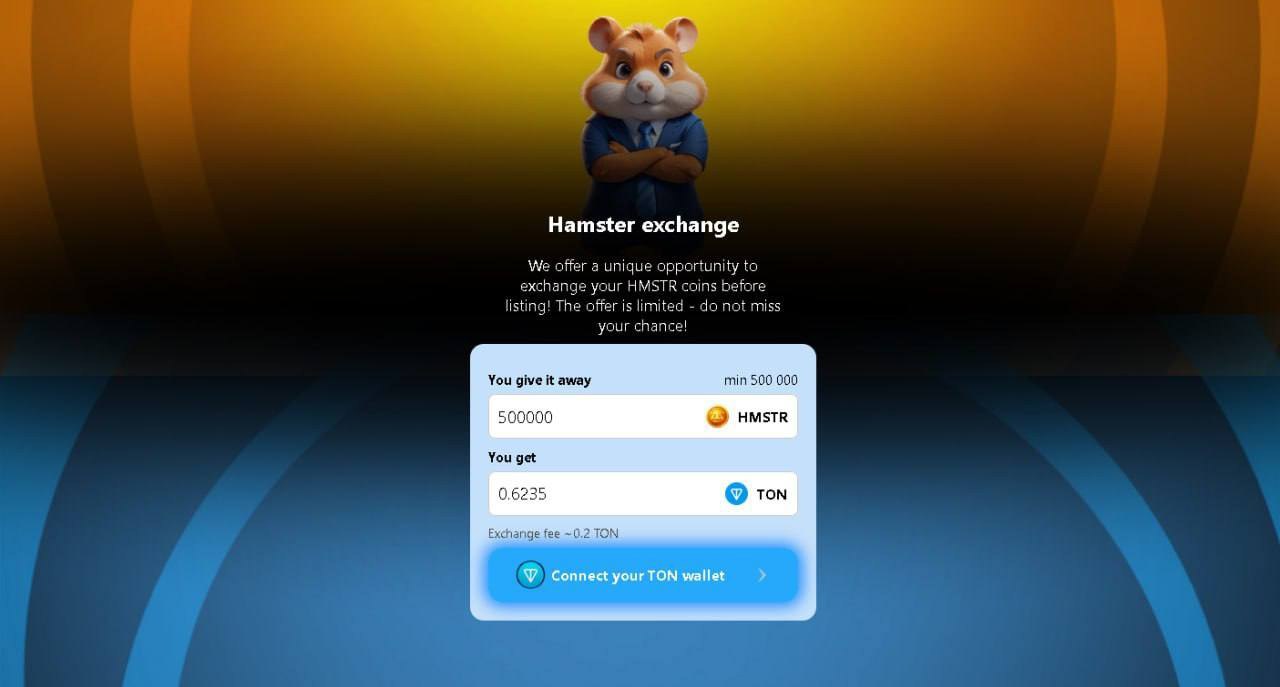 Hamster exchange
We offer a unique opportunity to
exchange your HMSTR coins before
listing! The offer is limited - do not miss
your chance!
You give it away min 500 000
500000 HMSTR
You get
0.6235 TON
Exchange fee ~0.2 TON
Connect your TON wallet